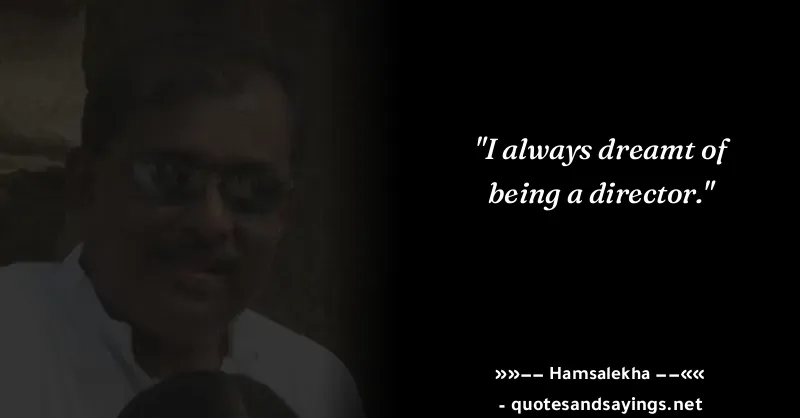 "I always dreamt of
being a director."
»»–– Hamsalekha ––««
- quotesandsayings.net